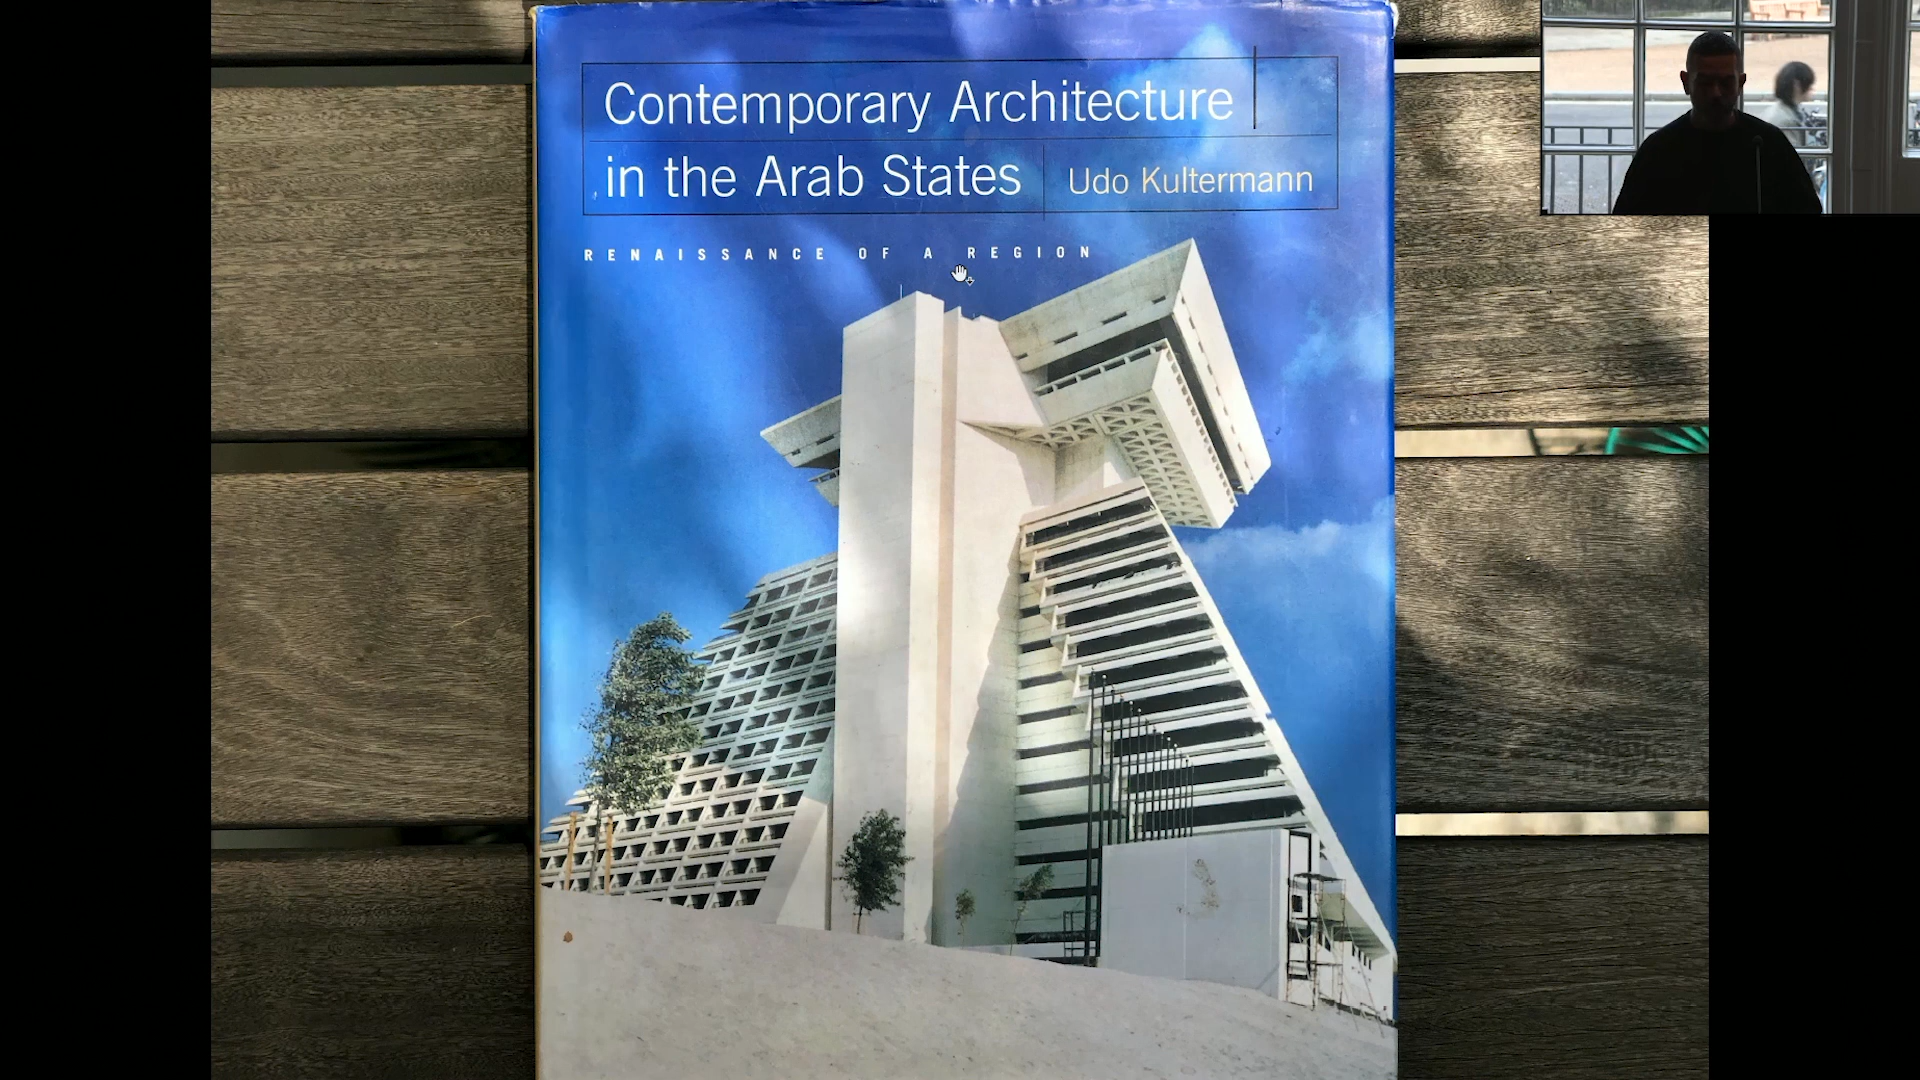 Contemporary Architecture
in the Arab States
Udo Kultermann
RENAISSANCE OF A REGION